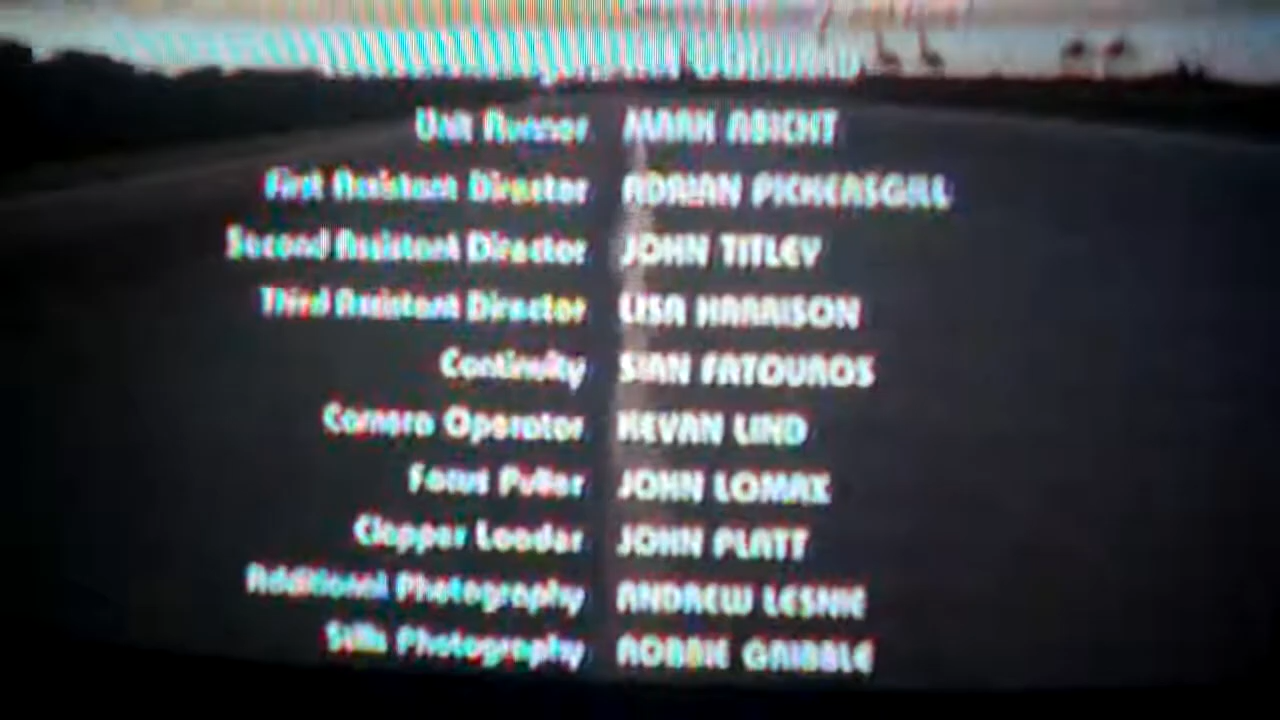 Unit Runner MARK ABICHT
First Assistant Director ADRIAN PICKERSGILL
Second Assistant Director JOHN TITLEY
Third Assistant Director LISA HARRISON
Continuity SIAN FATOUROS
Camera Operator KEVAN LIND
Focus Puller JOHN LOMAX
Clapper Loader JOHN PLATT
Additional Photography ANDREW LESNIE
Stills Photography ROBBIE GRIBBLE